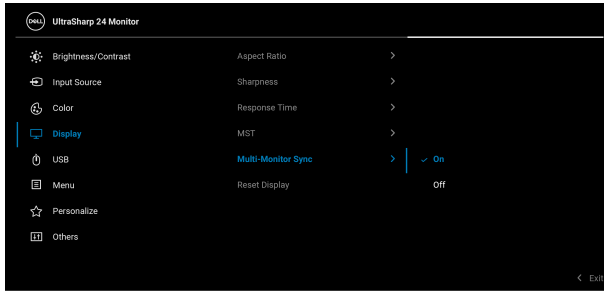 DELL UltraSharp 24 Monitor
Brightness/Contrast Aspect Ratio
Input Source Sharpness
Color Response Time
Display MST
USB Multi-Monitor Sync On
Menu Reset Display Off
Personalize
Others
Exit